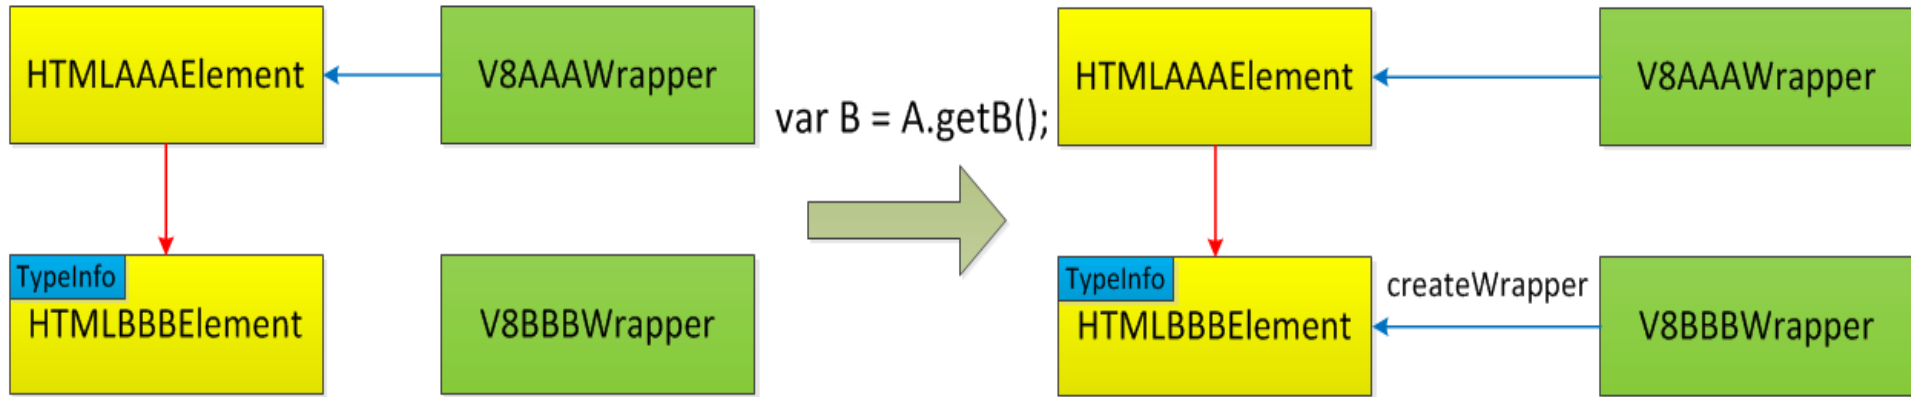 HTMLAAAElement
V8AAAWrapper
TypeInfo
HTMLBBBElement
V8BBBWrapper
var B = A.getB();
HTMLAAAElement
V8AAAWrapper
TypeInfo
HTMLBBBElement
createWrapper
V8BBBWrapper